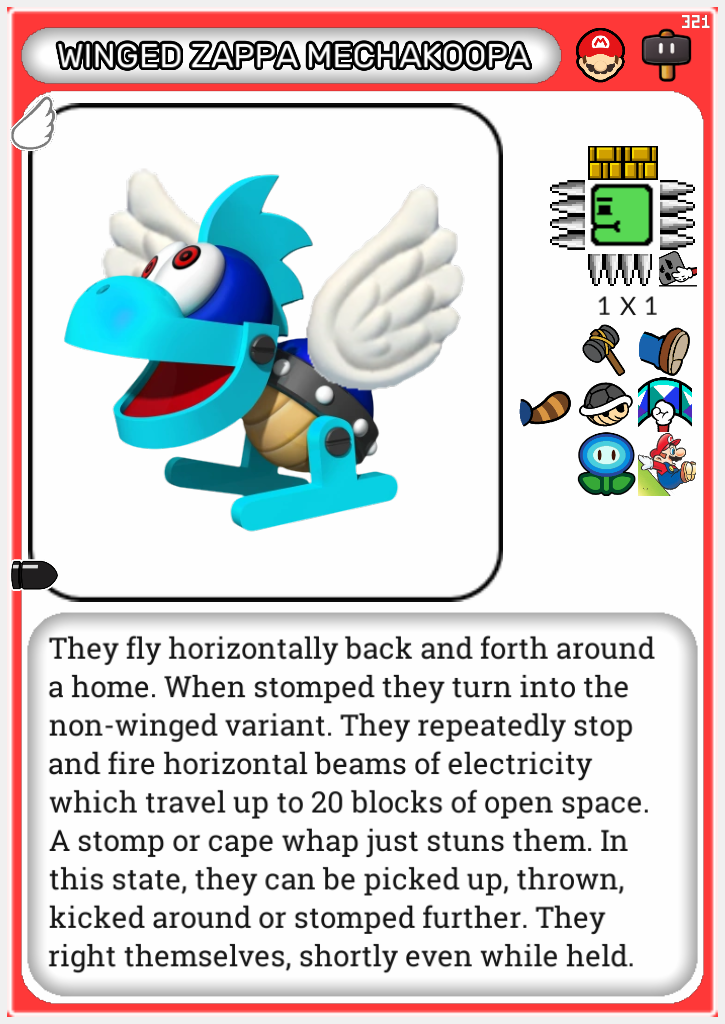 321
WINGED ZAPPA MECHAKOOPA
1 X 1
They fly horizontally back and forth around
a home. When stomped they turn into the
non-winged variant. They repeatedly stop
and fire horizontal beams of electricity
which travel up to 20 blocks of open space.
A stomp or cape whap just stuns them. In
this state, they can be picked up, thrown,
kicked around or stomped further. They
right themselves, shortly even while held.